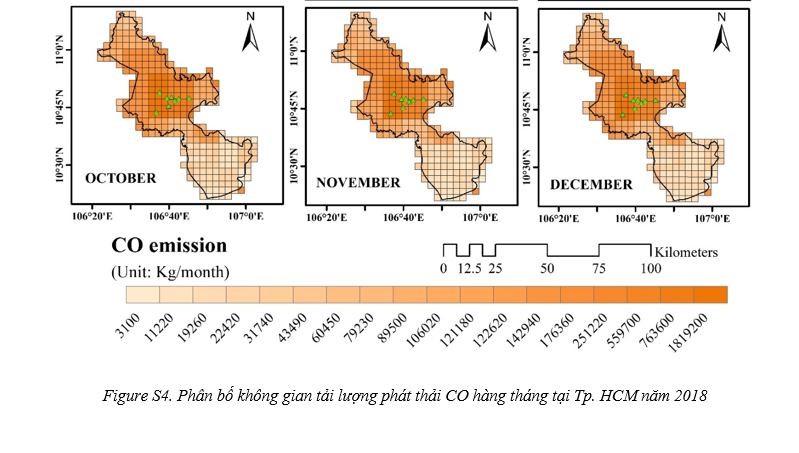 N
11°0'N
10°45'N
10°30'N
OCTOBER
106°20'E 106°40'E 107°0'E
N
11°0'N
10°45'N
10°30'N
NOVEMBER
106°20'E 106°40'E 107°0'E
N
11°0'N
10°45'N
10°30'N
DECEMBER
106°20'E 106°40'E 107°0'E
CO emission
(Unit: Kg/month)
Kilometers
0 12.5 25 50 75 100
3100 11220 19260 22420 31740 43490 60450 79230 89500 106020 121180 122620 142940 176360 251220 559700 763600 1819200
Figure S4. Phân bố không gian tải lượng phát thải CO hàng tháng tại Tp. HCM năm 2018